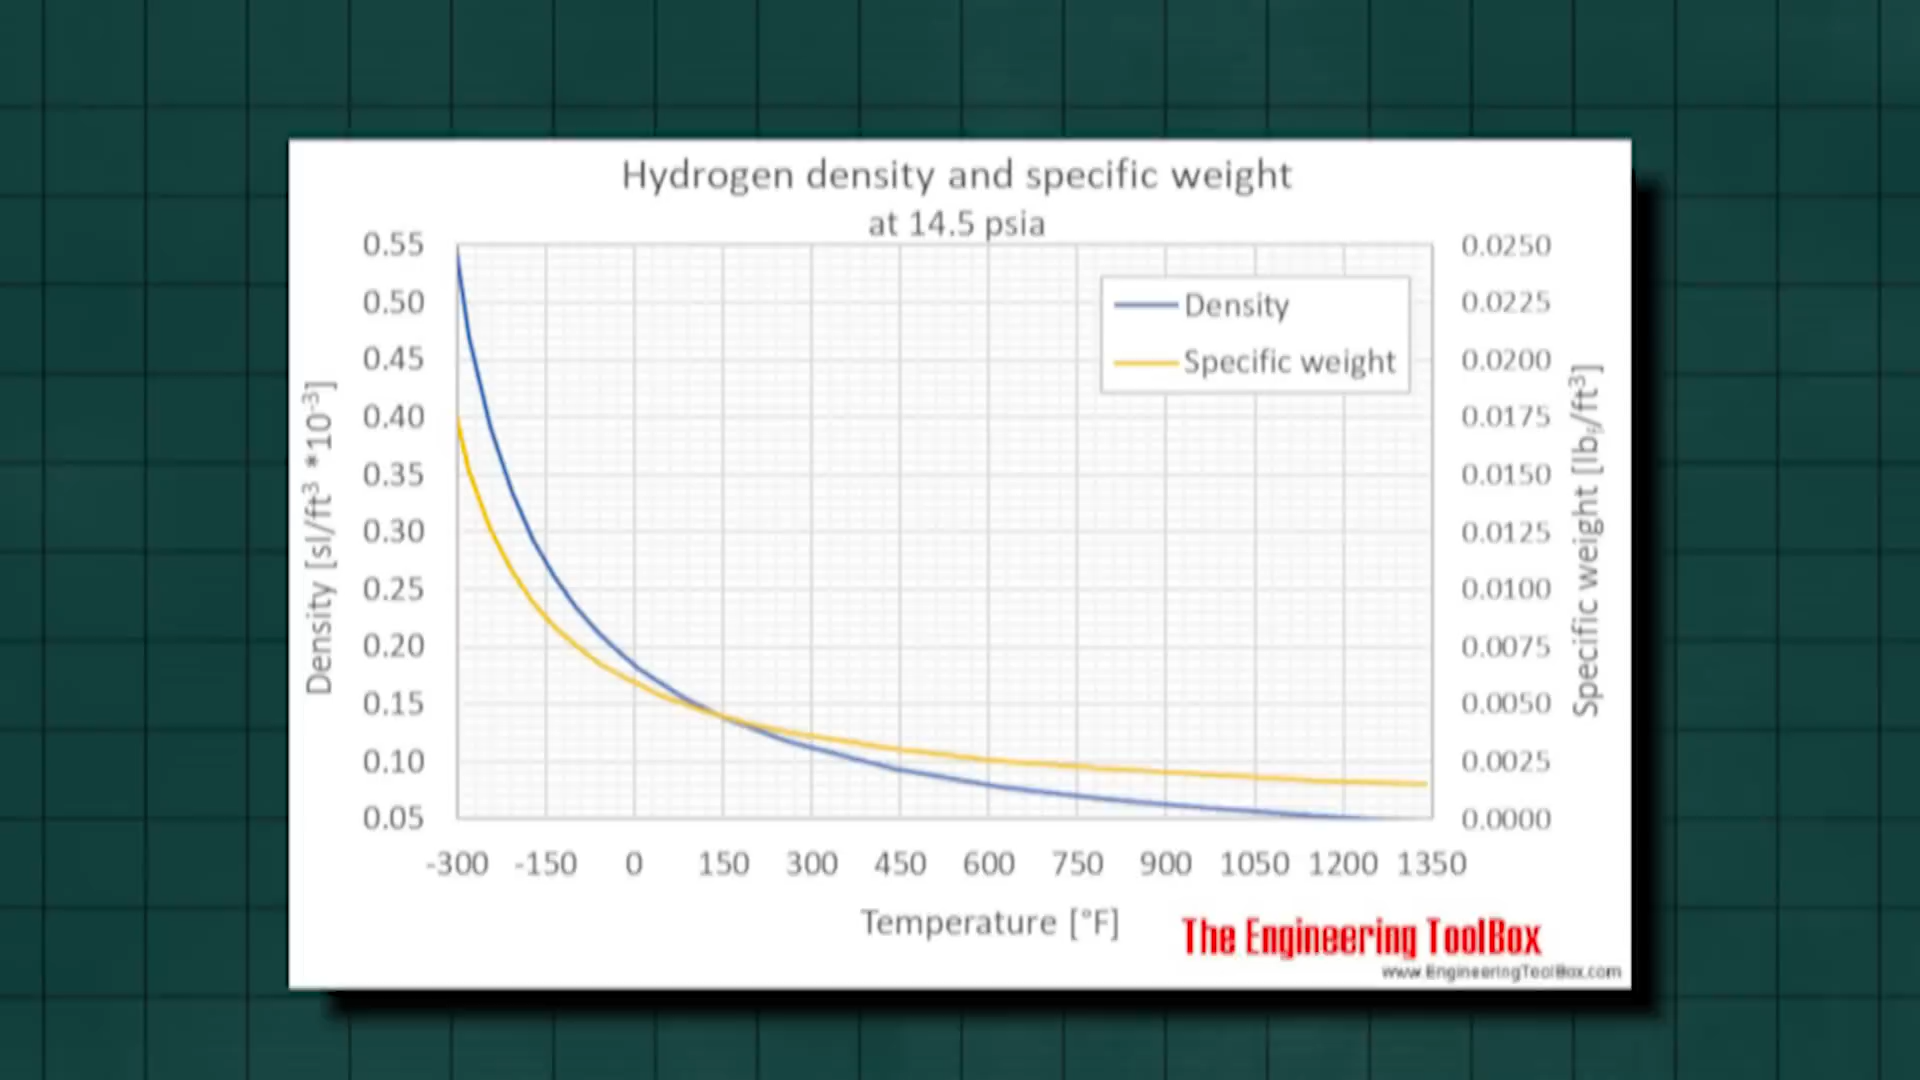 Hydrogen density and specific weight
at 14.5 psia
0.55
0.50
0.45
0.40
0.35
0.30
0.25
0.20
0.15
0.10
0.05
Density [sl/ft³ *10⁻³]
Density
Specific weight
0.0250
0.0225
0.0200
0.0175
0.0150
0.0125
0.0100
0.0075
0.0050
0.0025
0.0000
Specific weight [lbf/ft³]
-300 -150 0 150 300 450 600 750 900 1050 1200 1350
Temperature [°F]
The Engineering ToolBox
www.EngineeringToolBox.com